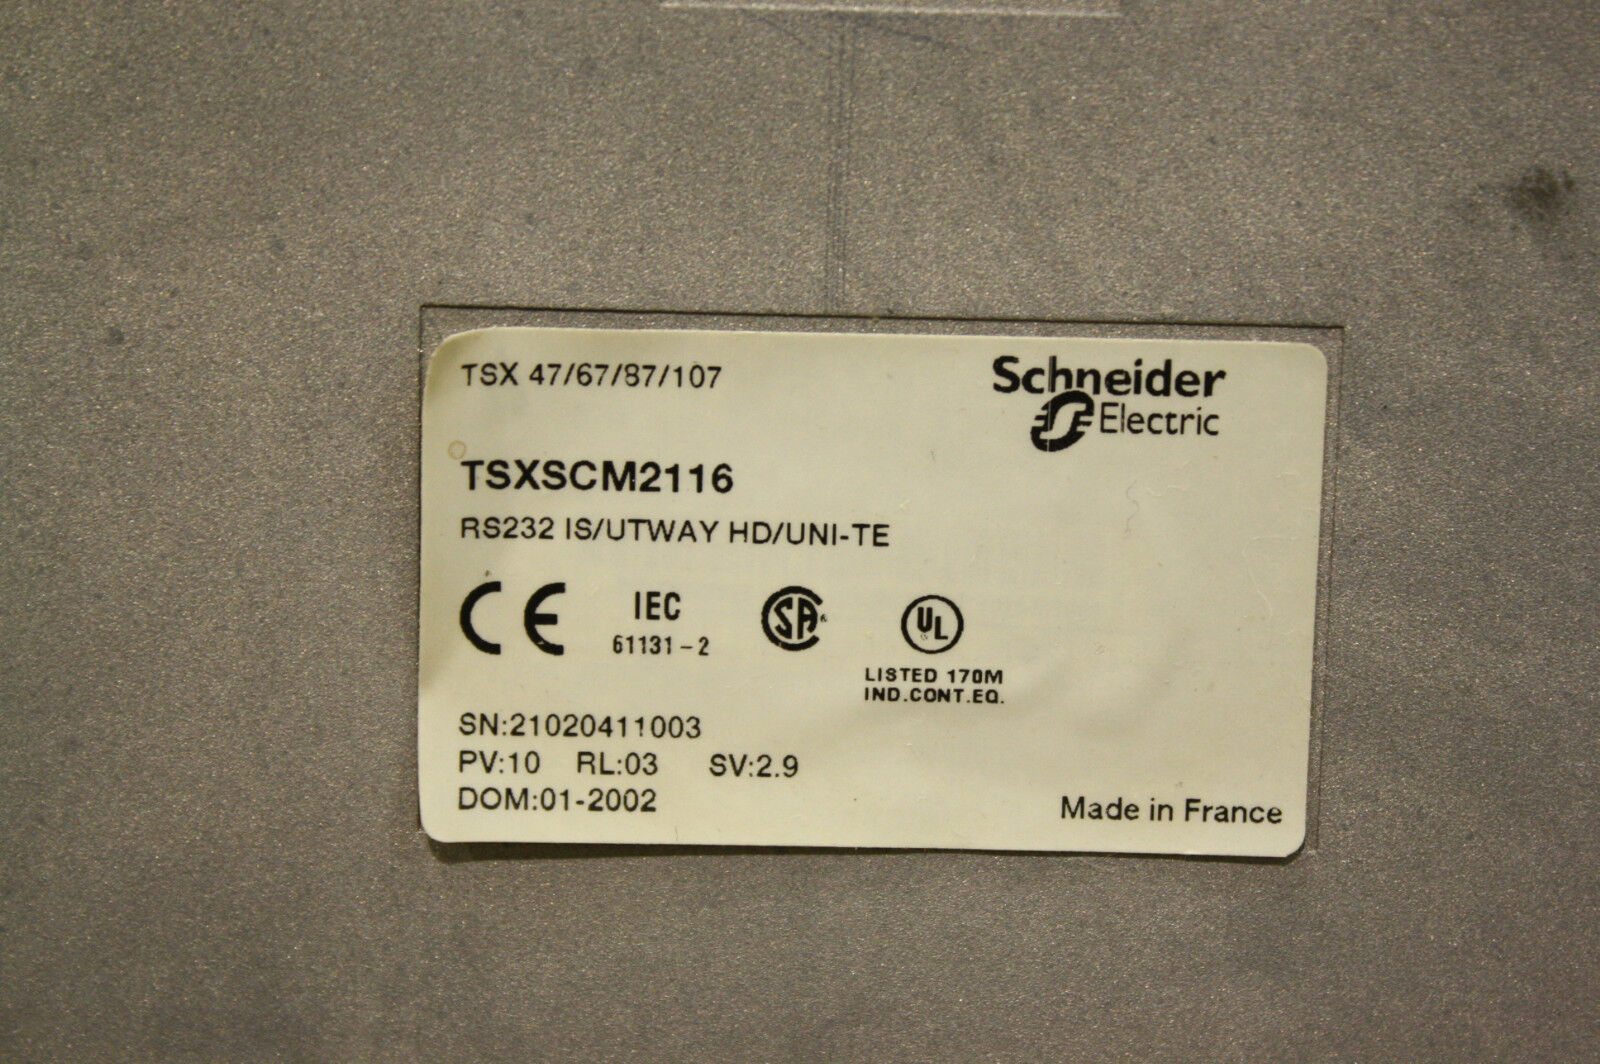 TSX 47/67/87/107
Schneider
Electric
TSXSCM2116
RS232 IS/UTWAY HD/UNI-TE
CE
IEC
61131-2
SA
UL
LISTED 170M
IND.CONT.EQ.
SN:21020411003
PV:10 RL:03 SV:2.9
DOM:01-2002
Made in France